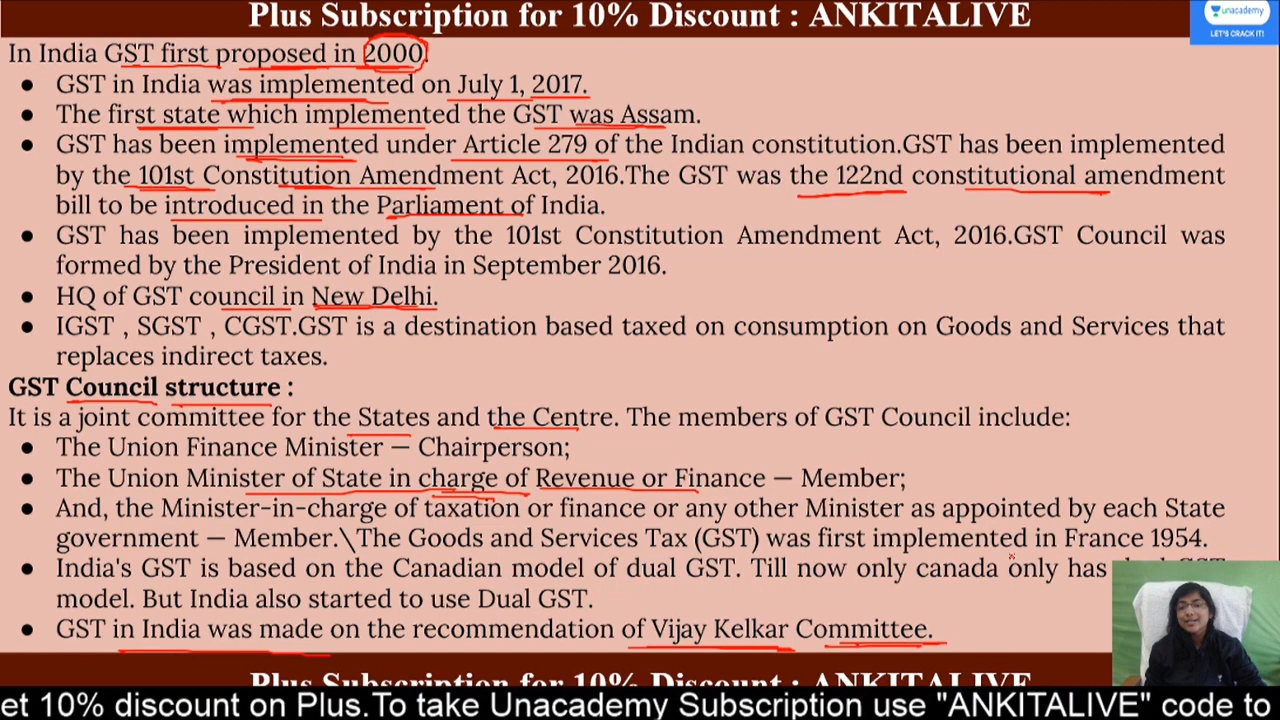 Plus Subscription for 10% Discount : ANKITALIVE
unacademy
LET'S CRACK IT!
In India GST first proposed in 2000.
● GST in India was implemented on July 1, 2017.
● The first state which implemented the GST was Assam.
● GST has been implemented under Article 279 of the Indian constitution.GST has been implemented
by the 101st Constitution Amendment Act, 2016.The GST was the 122nd constitutional amendment
bill to be introduced in the Parliament of India.
● GST has been implemented by the 101st Constitution Amendment Act, 2016.GST Council was
formed by the President of India in September 2016.
● HQ of GST council in New Delhi.
● IGST , SGST , CGST.GST is a destination based taxed on consumption on Goods and Services that
replaces indirect taxes.
GST Council structure :
It is a joint committee for the States and the Centre. The members of GST Council include:
● The Union Finance Minister — Chairperson;
● The Union Minister of State in charge of Revenue or Finance — Member;
● And, the Minister-in-charge of taxation or finance or any other Minister as appointed by each State
government — Member.\The Goods and Services Tax (GST) was first implemented in France 1954.
● India's GST is based on the Canadian model of dual GST. Till now only canada only has
model. But India also started to use Dual GST.
● GST in India was made on the recommendation of Vijay Kelkar Committee.
Plus Subscription for 10% Discount : ANKITALIVE
et 10% discount on Plus.To take Unacademy Subscription use "ANKITALIVE" code to